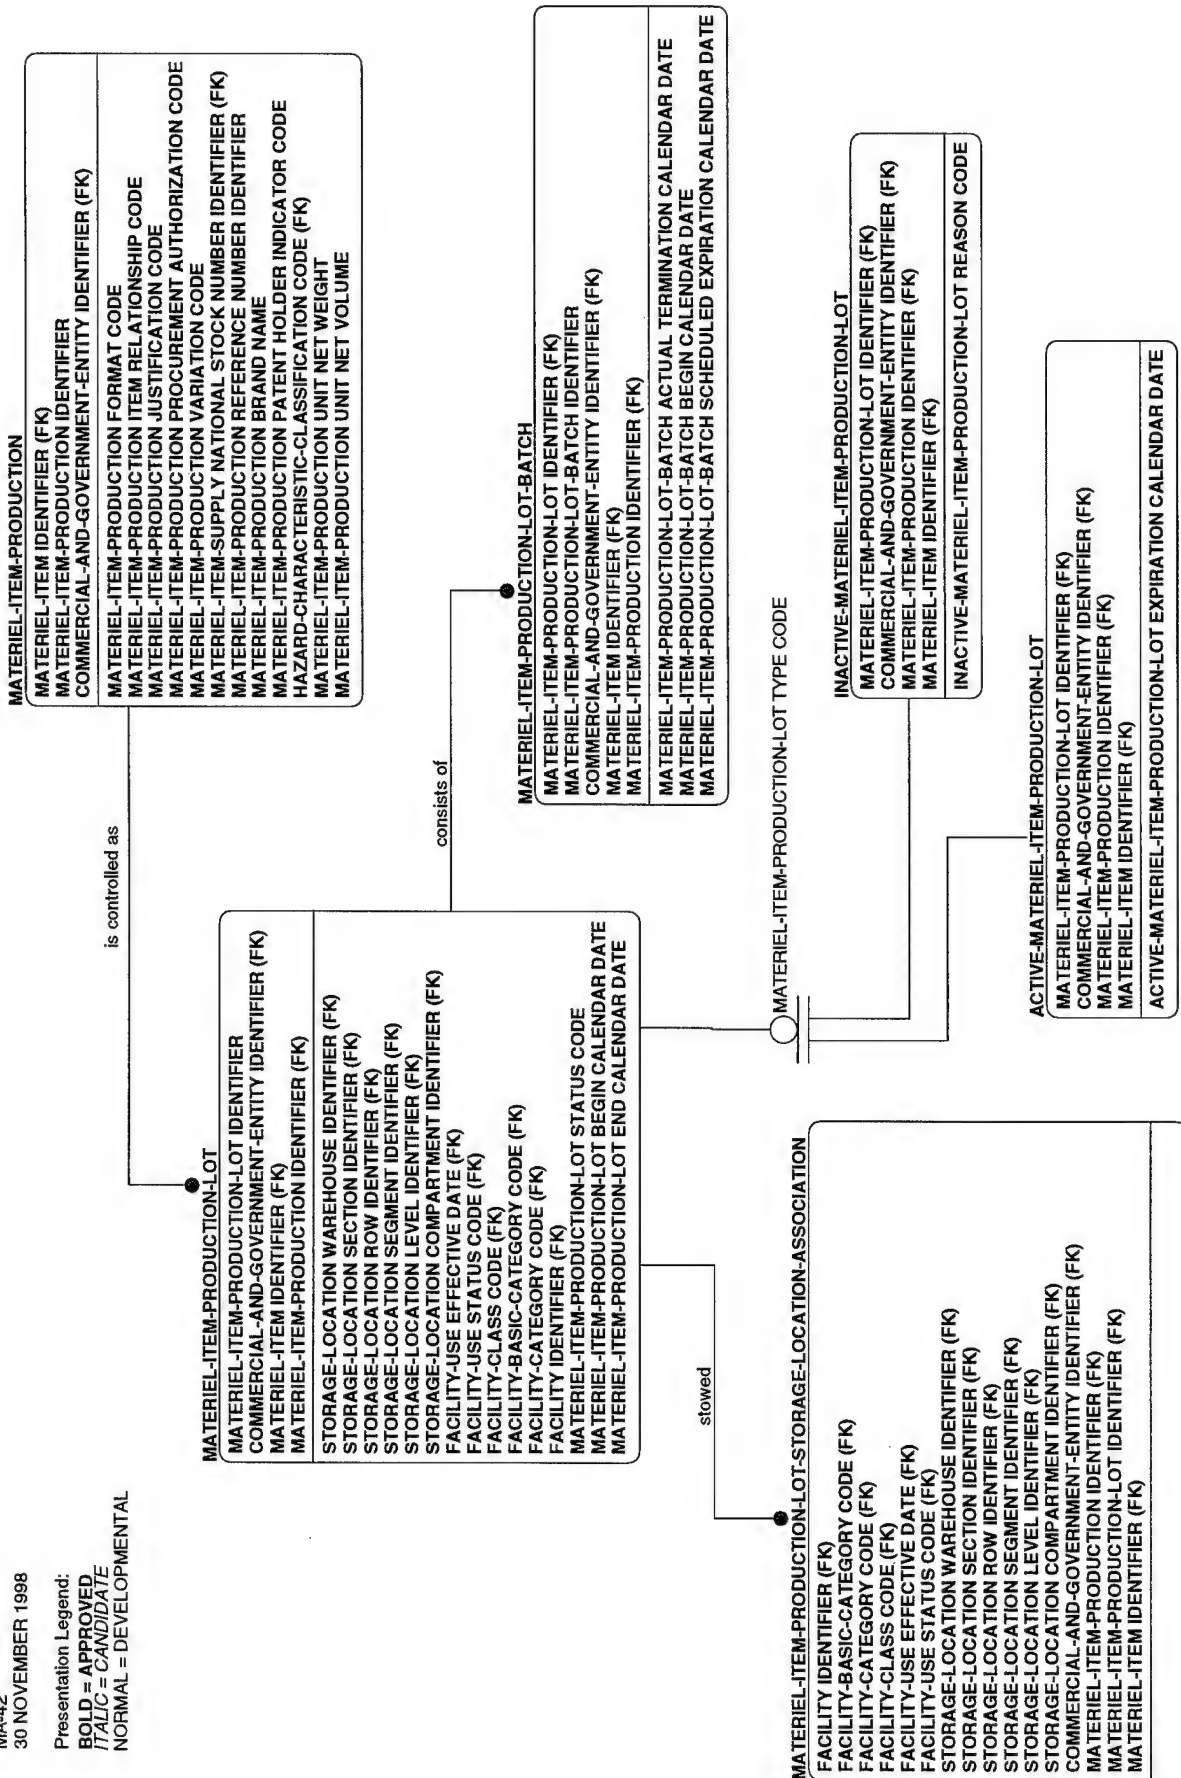 MA-42
30 NOVEMBER 1998
Presentation Legend:
BOLD = APPROVED
ITALIC = CANDIDATE
NORMAL = DEVELOPMENTAL
MATERIEL-ITEM-PRODUCTION
MATERIEL-ITEM IDENTIFIER (FK)
MATERIEL-ITEM-PRODUCTION IDENTIFIER
COMMERCIAL-AND-GOVERNMENT-ENTITY IDENTIFIER (FK)
MATERIEL-ITEM-PRODUCTION FORMAT CODE
MATERIEL-ITEM-PRODUCTION ITEM RELATIONSHIP CODE
MATERIEL-ITEM-PRODUCTION JUSTIFICATION CODE
MATERIEL-ITEM-PRODUCTION PROCUREMENT AUTHORIZATION CODE
MATERIEL-ITEM-PRODUCTION VARIATION CODE
MATERIEL-ITEM-SUPPLY NATIONAL STOCK NUMBER IDENTIFIER (FK)
MATERIEL-ITEM-PRODUCTION REFERENCE NUMBER IDENTIFIER
MATERIEL-ITEM-PRODUCTION BRAND NAME
MATERIEL-ITEM-PRODUCTION PATENT HOLDER INDICATOR CODE
HAZARD-CHARACTERISTIC-CLASSIFICATION CODE (FK)
MATERIEL-ITEM-PRODUCTION UNIT NET WEIGHT
MATERIEL-ITEM-PRODUCTION UNIT NET VOLUME
is controlled as
MATERIEL-ITEM-PRODUCTION-LOT
MATERIEL-ITEM-PRODUCTION-LOT IDENTIFIER
COMMERCIAL-AND-GOVERNMENT-ENTITY IDENTIFIER (FK)
MATERIEL-ITEM IDENTIFIER (FK)
MATERIEL-ITEM-PRODUCTION IDENTIFIER (FK)
STORAGE-LOCATION WAREHOUSE IDENTIFIER (FK)
STORAGE-LOCATION SECTION IDENTIFIER (FK)
STORAGE-LOCATION ROW IDENTIFIER (FK)
STORAGE-LOCATION SEGMENT IDENTIFIER (FK)
STORAGE-LOCATION LEVEL IDENTIFIER (FK)
STORAGE-LOCATION COMPARTMENT IDENTIFIER (FK)
FACILITY-USE EFFECTIVE DATE (FK)
FACILITY-USE STATUS CODE (FK)
FACILITY-CLASS CODE (FK)
FACILITY-BASIC-CATEGORY CODE (FK)
FACILITY-CATEGORY CODE (FK)
FACILITY IDENTIFIER (FK)
MATERIEL-ITEM-PRODUCTION-LOT STATUS CODE
MATERIEL-ITEM-PRODUCTION-LOT BEGIN CALENDAR DATE
MATERIEL-ITEM-PRODUCTION-LOT END CALENDAR DATE
consists of
MATERIEL-ITEM-PRODUCTION-LOT-BATCH
MATERIEL-ITEM-PRODUCTION-LOT IDENTIFIER (FK)
MATERIEL-ITEM-PRODUCTION-LOT-BATCH IDENTIFIER
COMMERCIAL-AND-GOVERNMENT-ENTITY IDENTIFIER (FK)
MATERIEL-ITEM IDENTIFIER (FK)
MATERIEL-ITEM-PRODUCTION IDENTIFIER (FK)
MATERIEL-ITEM-PRODUCTION-LOT-BATCH ACTUAL TERMINATION CALENDAR DATE
MATERIEL-ITEM-PRODUCTION-LOT-BATCH BEGIN CALENDAR DATE
MATERIEL-ITEM-PRODUCTION-LOT-BATCH SCHEDULED EXPIRATION CALENDAR DATE
stowed
MATERIEL-ITEM-PRODUCTION-LOT TYPE CODE
MATERIEL-ITEM-PRODUCTION-LOT-STORAGE-LOCATION-ASSOCIATION
FACILITY IDENTIFIER (FK)
FACILITY-BASIC-CATEGORY CODE (FK)
FACILITY-CATEGORY CODE (FK)
FACILITY-CLASS CODE (FK)
FACILITY-USE EFFECTIVE DATE (FK)
FACILITY-USE STATUS CODE (FK)
STORAGE-LOCATION WAREHOUSE IDENTIFIER (FK)
STORAGE-LOCATION SECTION IDENTIFIER (FK)
STORAGE-LOCATION ROW IDENTIFIER (FK)
STORAGE-LOCATION SEGMENT IDENTIFIER (FK)
STORAGE-LOCATION LEVEL IDENTIFIER (FK)
STORAGE-LOCATION COMPARTMENT IDENTIFIER (FK)
COMMERCIAL-AND-GOVERNMENT-ENTITY IDENTIFIER (FK)
MATERIEL-ITEM-PRODUCTION IDENTIFIER (FK)
MATERIEL-ITEM-PRODUCTION-LOT IDENTIFIER (FK)
MATERIEL-ITEM IDENTIFIER (FK)
INACTIVE-MATERIEL-ITEM-PRODUCTION-LOT
MATERIEL-ITEM-PRODUCTION-LOT IDENTIFIER (FK)
COMMERCIAL-AND-GOVERNMENT-ENTITY IDENTIFIER (FK)
MATERIEL-ITEM-PRODUCTION IDENTIFIER (FK)
MATERIEL-ITEM IDENTIFIER (FK)
INACTIVE-MATERIEL-ITEM-PRODUCTION-LOT REASON CODE
ACTIVE-MATERIEL-ITEM-PRODUCTION-LOT
MATERIEL-ITEM-PRODUCTION-LOT IDENTIFIER (FK)
COMMERCIAL-AND-GOVERNMENT-ENTITY IDENTIFIER (FK)
MATERIEL-ITEM-PRODUCTION IDENTIFIER (FK)
MATERIEL-ITEM IDENTIFIER (FK)
ACTIVE-MATERIEL-ITEM-PRODUCTION-LOT EXPIRATION CALENDAR DATE